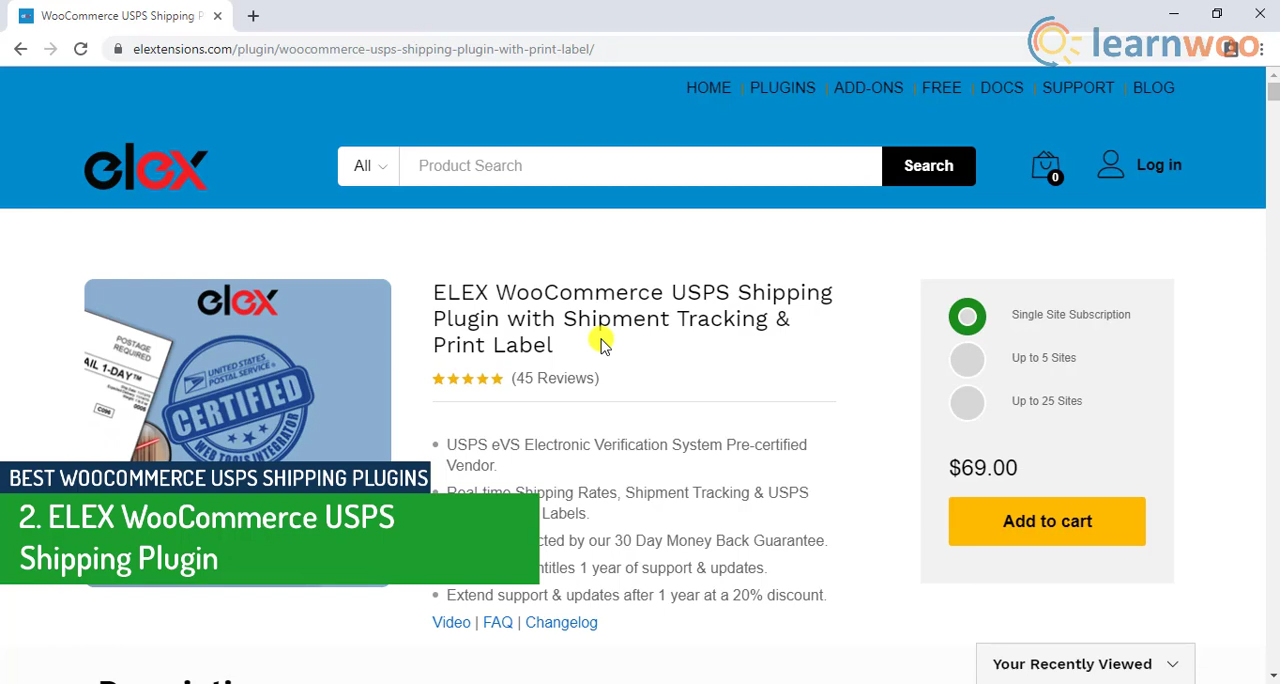 WooCommerce USPS Shipping P
elextensions.com/plugin/woocommerce-usps-shipping-plugin-with-print-label/
learnwoo
HOME PLUGINS ADD-ONS FREE DOCS SUPPORT BLOG
elex
All Product Search Search
0 Log in
elex
POSTAGE
REQUIRED
AIL 1-DAY™
UNITED STATES
POSTAL SERVICE
CERTIFIED
WEB TOOLS INTEGRATOR
ELEX WooCommerce USPS Shipping
Plugin with Shipment Tracking &
Print Label
(45 Reviews)
USPS eVS Electronic Verification System Pre-certified
Vendor.
Real-time Shipping Rates, Shipment Tracking & USPS
Labels.
cted by our 30 Day Money Back Guarantee.
ntitles 1 year of support & updates.
Extend support & updates after 1 year at a 20% discount.
Video | FAQ | Changelog
Single Site Subscription
Up to 5 Sites
Up to 25 Sites
$69.00
Add to cart
BEST WOOCOMMERCE USPS SHIPPING PLUGINS
2. ELEX WooCommerce USPS
Shipping Plugin
Your Recently Viewed